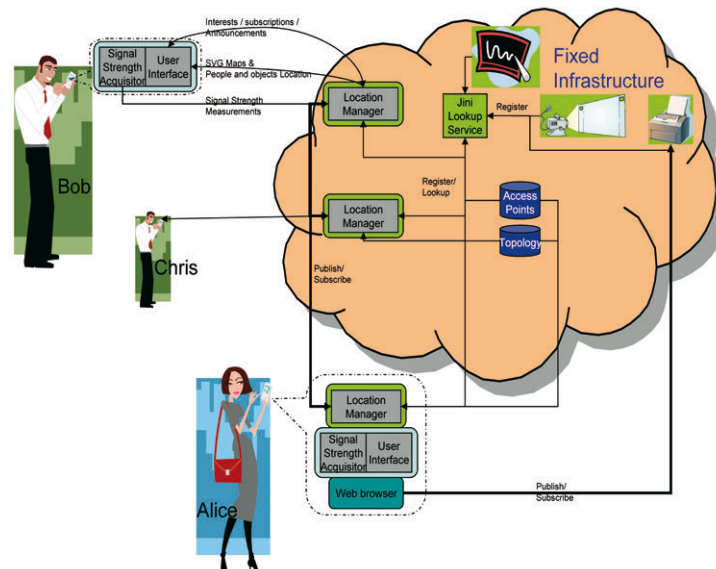 Interests / subscriptions /
Announcements
Signal
Strength
Acquisitor
User
Interface
SVG Maps &
People and objects Location
Signal Strength
Measurements
Bob
Location
Manager
Jini
Lookup
Service
Register
Fixed
Infrastructure
Register/
Lookup
Access
Points
Topology
Location
Manager
Chris
Publish/
Subscribe
Location
Manager
Signal
Strength
Acquisitor
User
Interface
Web browser
Publish/
Subscribe
Alice